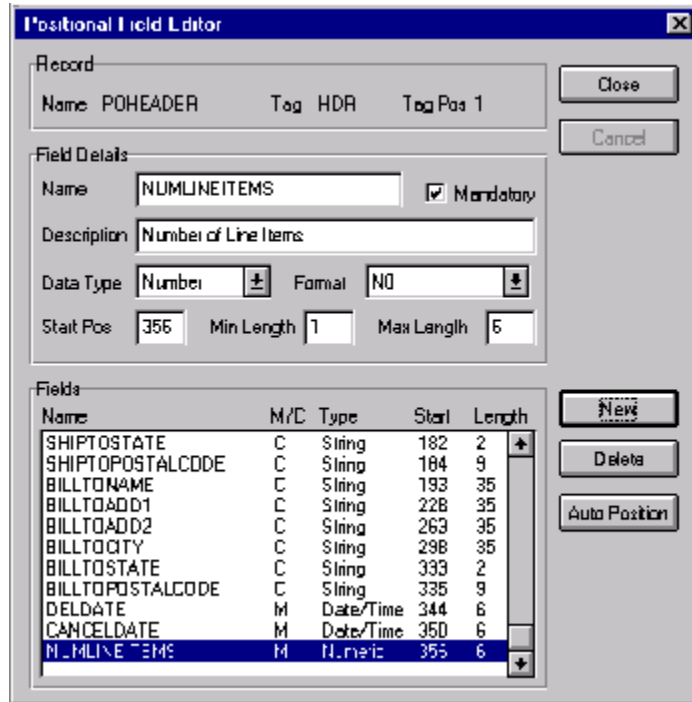 Positional Field Editor
Record
Name POHEADER Tag HDR Tag Pos 1
Close
Cancel
Field Details
Name NUMLINEITEMS Mandatory
Description Number of Line Items
Data Type Number Format N0
Start Pos 356 Min Length 1 Max Length 6
Fields
Name M/C Type Start Length
SHIPTOSTATE C String 182 2
SHIPTOPOSTALCODE C String 184 9
BILLTONAME C String 193 35
BILLTOADD1 C String 228 35
BILLTOADD2 C String 263 35
BILLTOCITY C String 298 35
BILLTOSTATE C String 333 2
BILLTOPOSTALCODE C String 335 9
DELDATE M Date/Time 344 6
CANCELDATE M Date/Time 350 6
NUMLINEITEMS M Numeric 356 6
New
Delete
Auto Position